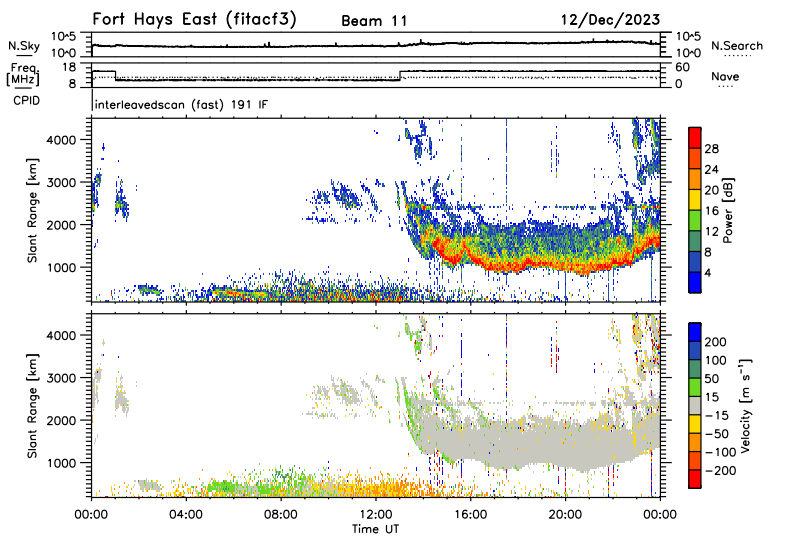 Fort Hays East (fitacf3) Beam 11 12/Dec/2023
10^5 10^5
N.Sky N.Search
10^0 10^0
Freq. 18 60
[MHz] Nave
8 0
CPID
interleavedscan (fast) 191 IF
4000
3000
2000
1000
Slant Range [km]
28
24
20
16
12
8
4
Power [dB]
4000
3000
2000
1000
Slant Range [km]
200
100
50
15
-15
-50
-100
-200
Velocity [m s⁻¹]
00:00 04:00 08:00 12:00 16:00 20:00 00:00
Time UT